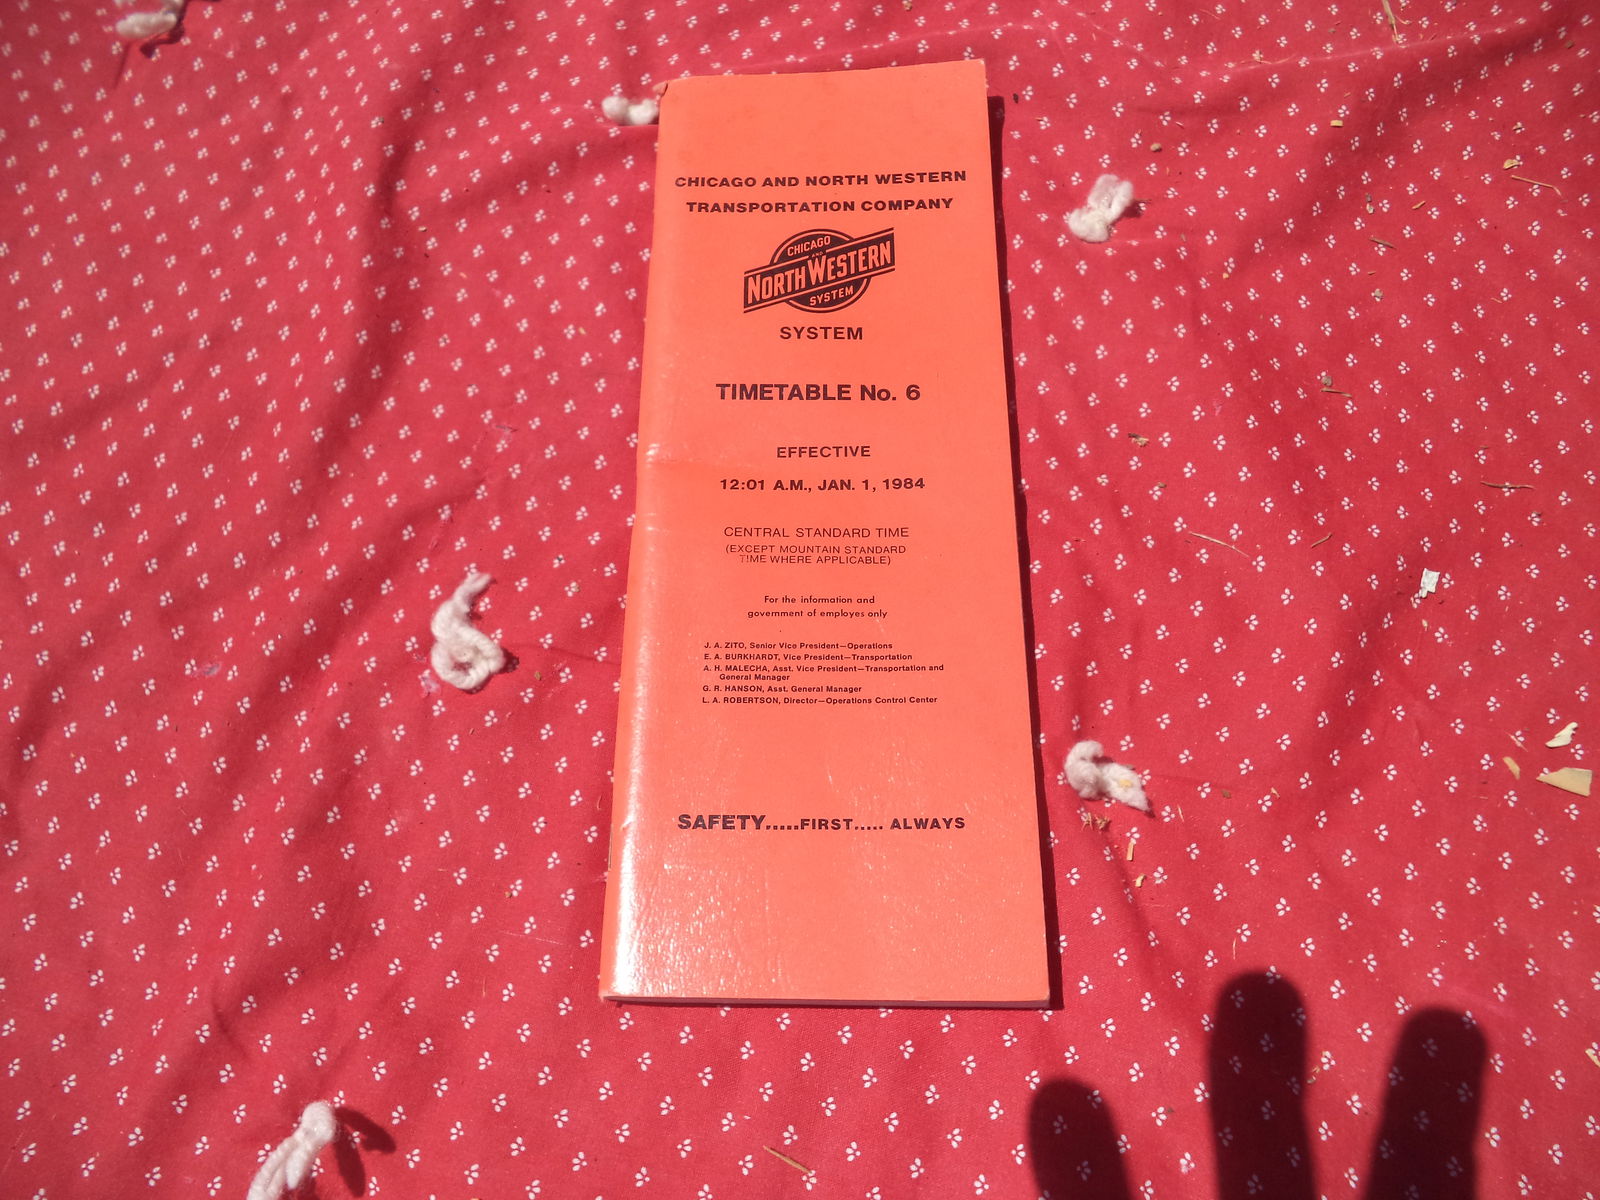 CHICAGO AND NORTH WESTERN
TRANSPORTATION COMPANY
CHICAGO
AND
NORTH WESTERN
SYSTEM
SYSTEM
TIMETABLE No. 6
EFFECTIVE
12:01 A.M., JAN. 1, 1984
CENTRAL STANDARD TIME
(EXCEPT MOUNTAIN STANDARD
TIME WHERE APPLICABLE)
For the information and
government of employes only
J. A. ZITO, Senior Vice President—Operations
E. A. BURKHARDT, Vice President—Transportation
A. H. MALECHA, Asst. Vice President—Transportation and
General Manager
G. R. HANSON, Asst. General Manager
L. A. ROBERTSON, Director—Operations Control Center
SAFETY.....FIRST..... ALWAYS